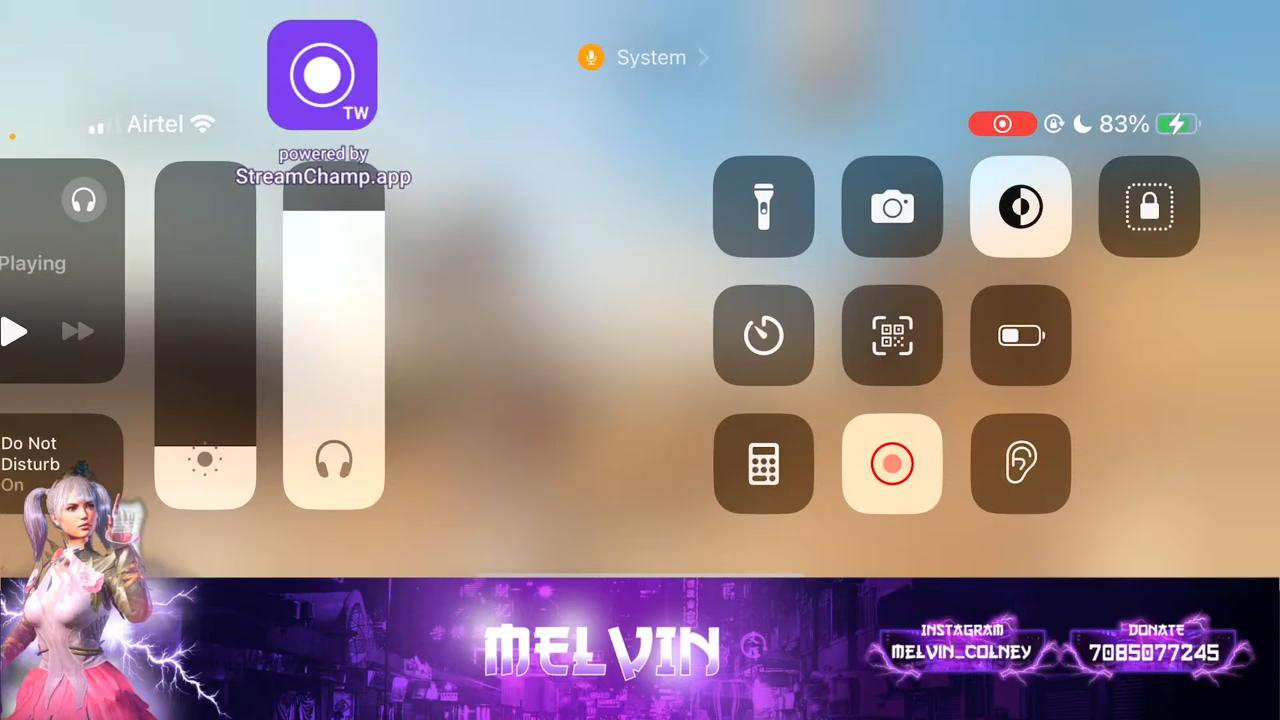 System
TW
Airtel
83%
powered by
StreamChamp.app
Playing
Do Not
Disturb
On
MELVIN
INSTAGRAM
MELVIN_COLNEY
DONATE
7085077245